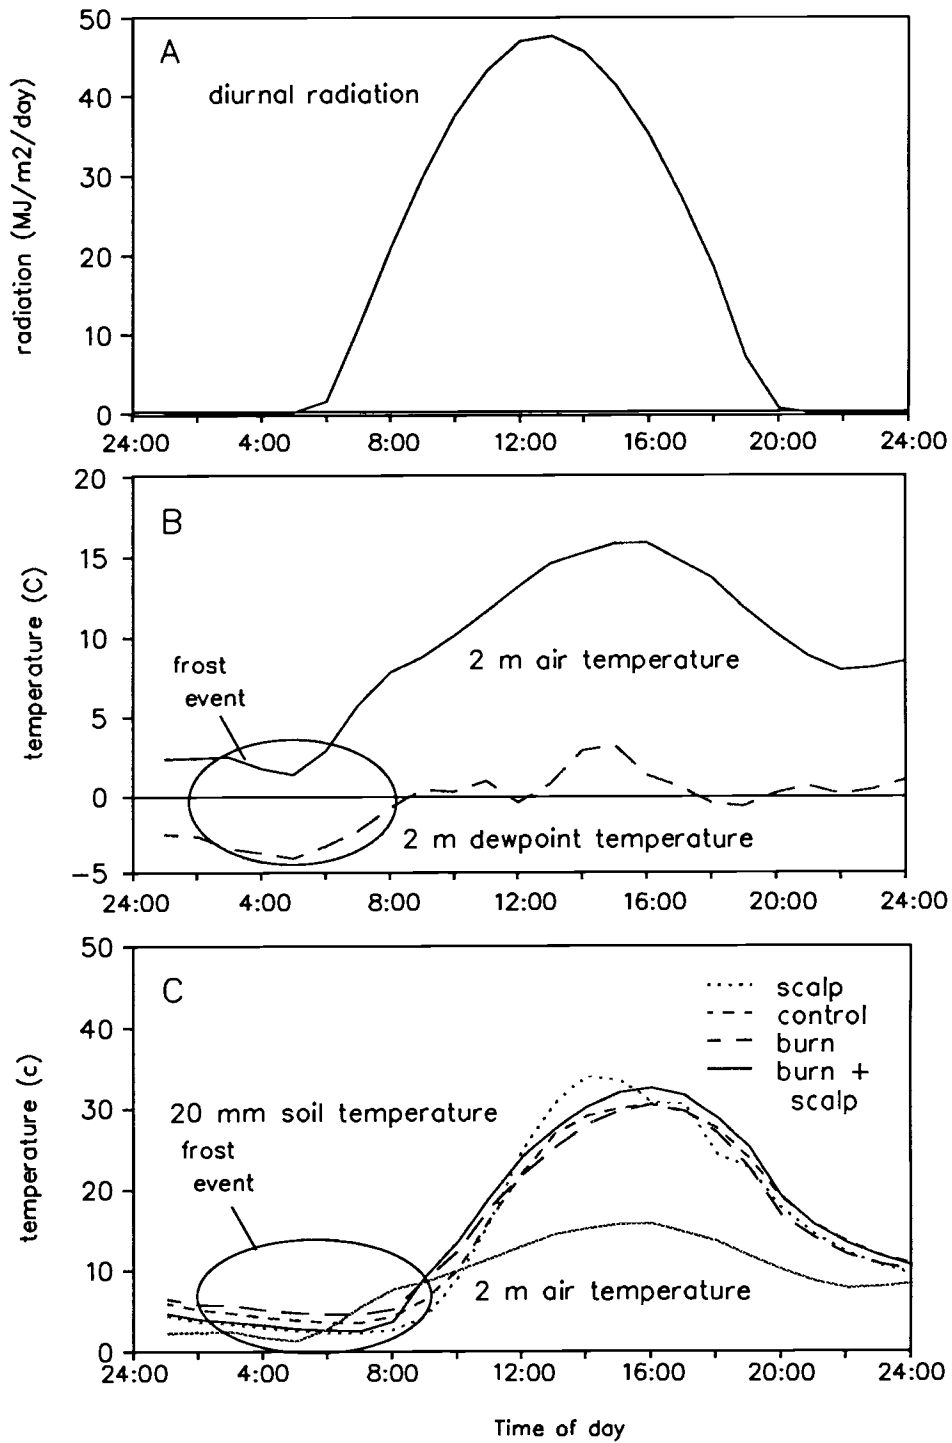 A
diurnal radiation
radiation (MJ/m2/day)
50
40
30
20
10
0
24:00 4:00 8:00 12:00 16:00 20:00 24:00
B
frost
event
2 m air temperature
2 m dewpoint temperature
temperature (C)
20
15
10
5
0
−5
24:00 4:00 8:00 12:00 16:00 20:00 24:00
C
scalp
control
burn
burn +
scalp
20 mm soil temperature
frost
event
2 m air temperature
temperature (c)
50
40
30
20
10
0
24:00 4:00 8:00 12:00 16:00 20:00 24:00
Time of day